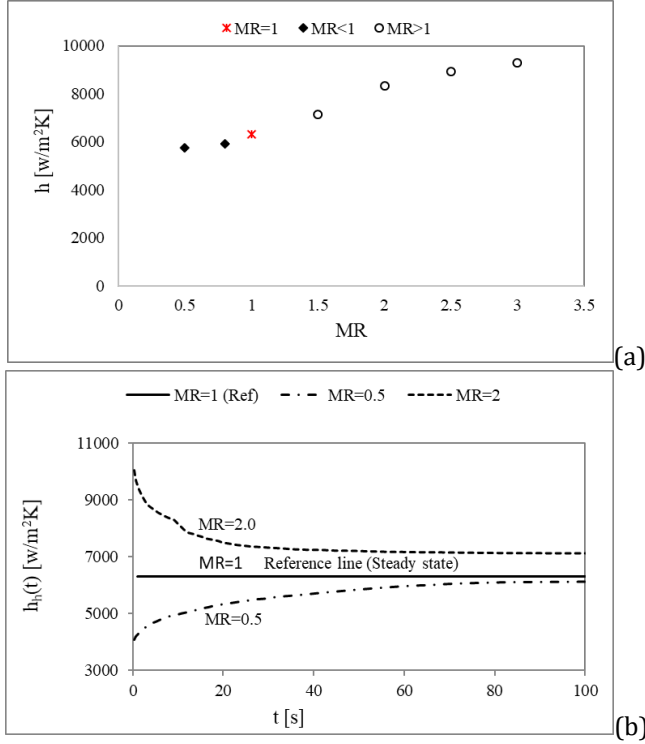 MR=1 MR<1 MR>1
10000
8000
6000
4000
2000
0
h [w/m²K]
0 0.5 1 1.5 2 2.5 3 3.5
MR
(a)
MR=1 (Ref) MR=0.5 MR=2
11000
9000
7000
5000
3000
hₕ(t) [w/m²K]
MR=2.0
MR=1 Reference line (Steady state)
MR=0.5
0 20 40 60 80 100
t [s]
(b)